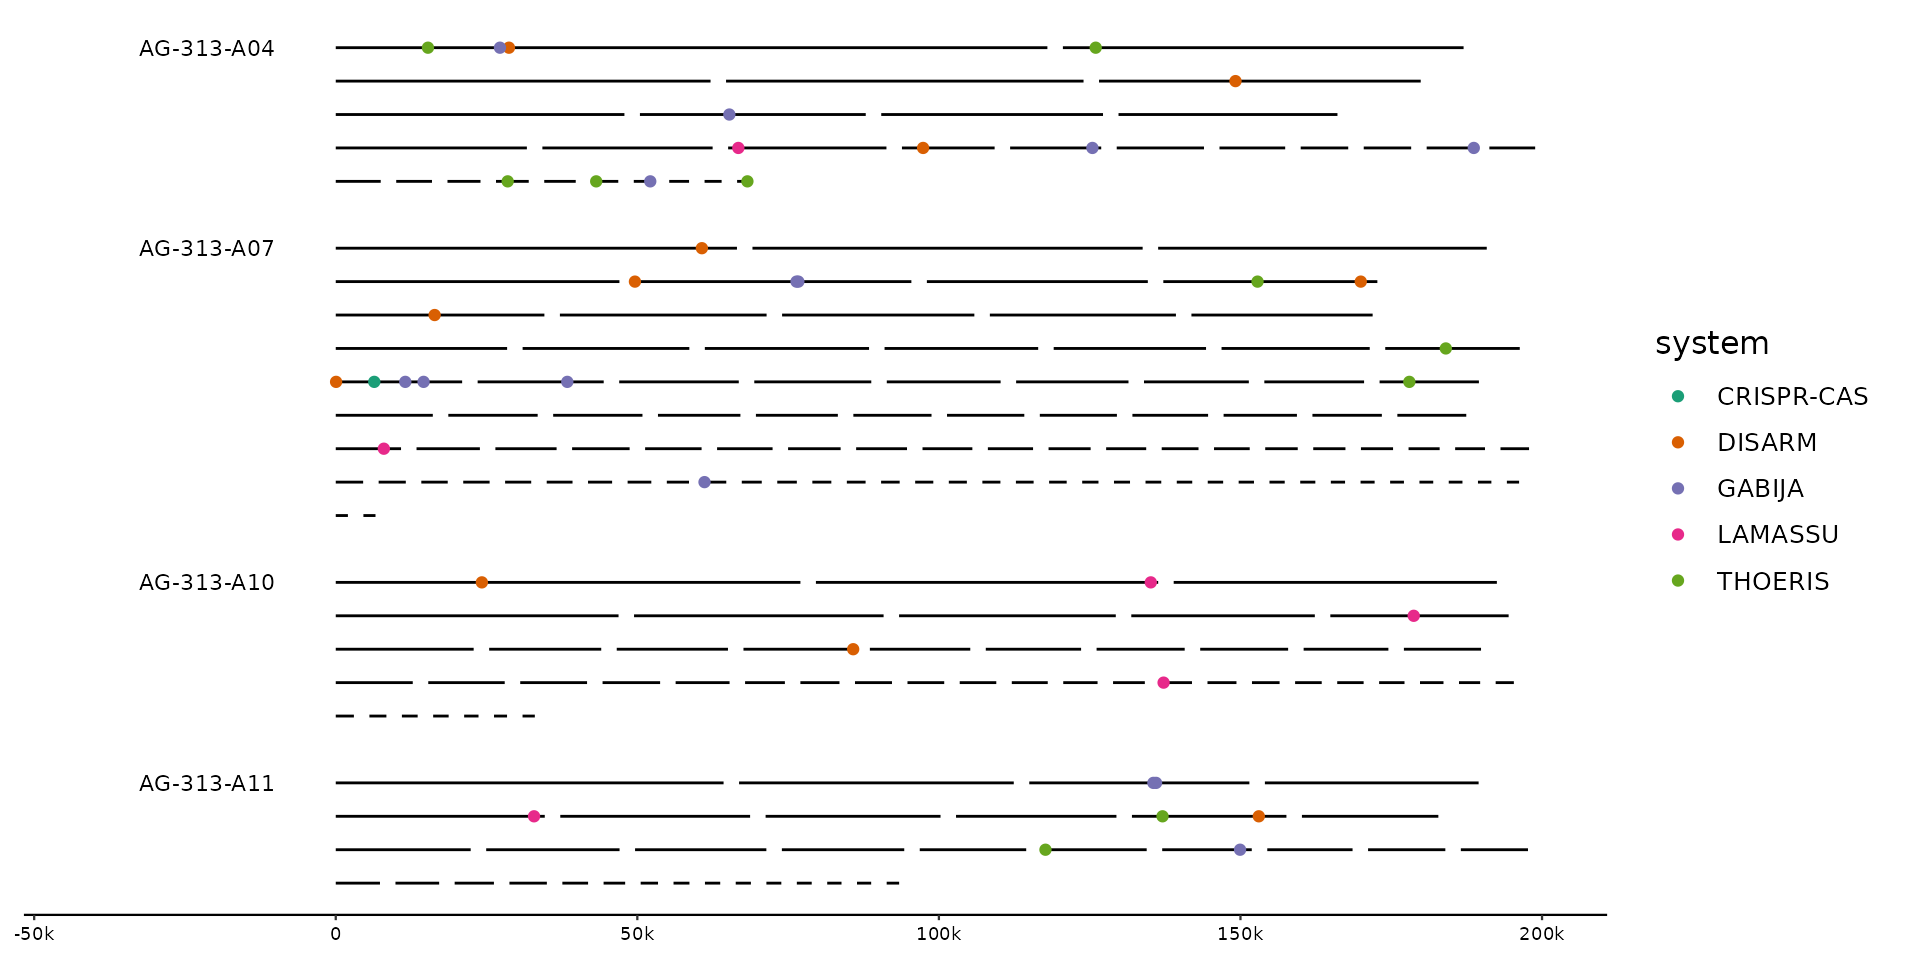 AG-313-A04
AG-313-A07
AG-313-A10
AG-313-A11
system
CRISPR-CAS
DISARM
GABIJA
LAMASSU
THOERIS
-50k 0 50k 100k 150k 200k